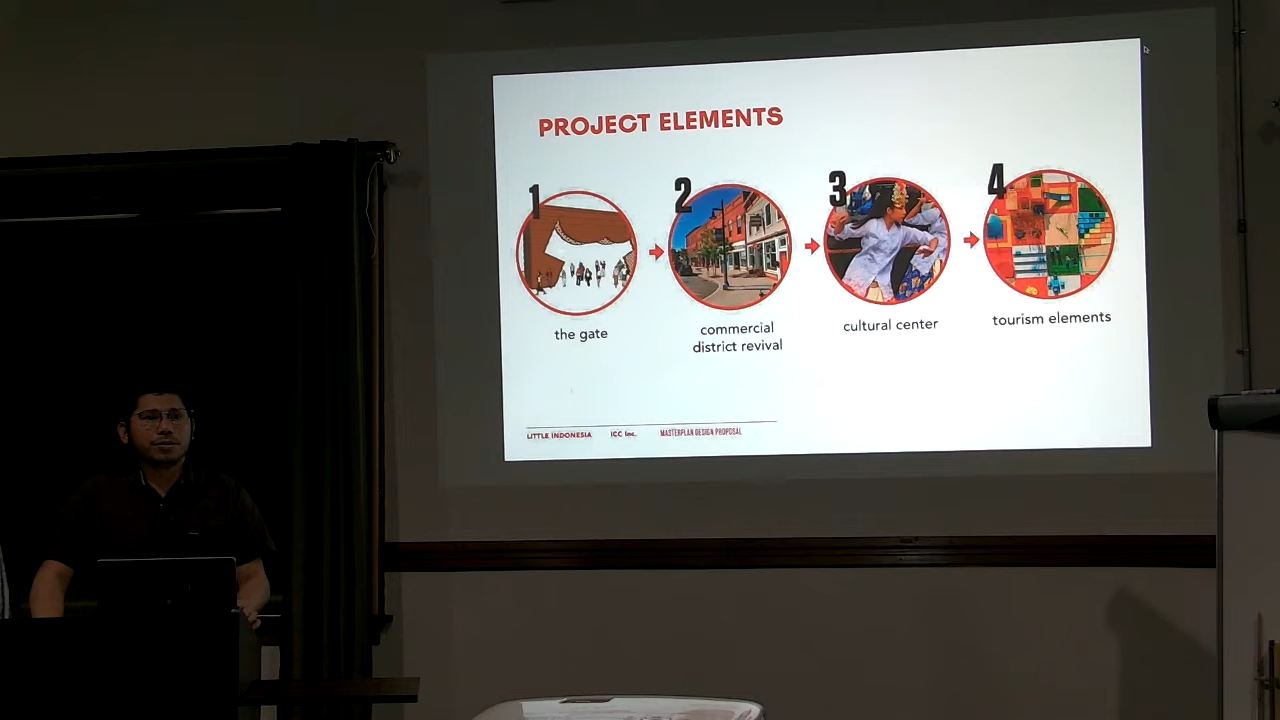 PROJECT ELEMENTS
1
2
3
4
the gate
commercial
district revival
cultural center
tourism elements
LITTLE INDONESIA ICC Inc. MASTERPLAN DESIGN PROPOSAL